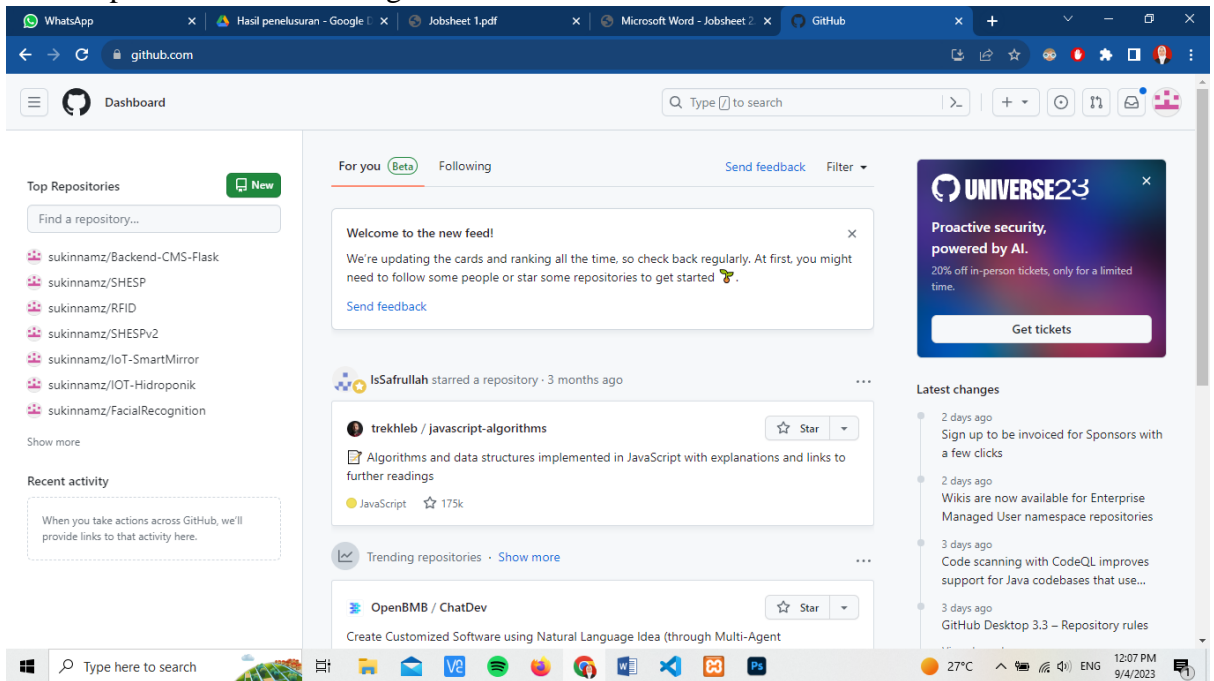 WhatsApp
Hasil penelusuran - Google D
Jobsheet 1.pdf
Microsoft Word - Jobsheet 2.
GitHub
github.com
Dashboard
Type / to search
For you Beta
Following
Send feedback
Filter
Top Repositories
New
Find a repository...
sukinnamz/Backend-CMS-Flask
sukinnamz/SHESP
sukinnamz/RFID
sukinnamz/SHESPv2
sukinnamz/IoT-SmartMirror
sukinnamz/IOT-Hidroponik
sukinnamz/FacialRecognition
Show more
Recent activity
When you take actions across GitHub, we'll
provide links to that activity here.
Welcome to the new feed!
We're updating the cards and ranking all the time, so check back regularly. At first, you might
need to follow some people or star some repositories to get started 🌱.
Send feedback
IsSafrullah starred a repository · 3 months ago
trekhleb / javascript-algorithms
Star
📝 Algorithms and data structures implemented in JavaScript with explanations and links to
further readings
JavaScript
175k
Trending repositories · Show more
OpenBMB / ChatDev
Star
Create Customized Software using Natural Language Idea (through Multi-Agent
UNIVERSE23
Proactive security,
powered by AI.
20% off in-person tickets, only for a limited
time.
Get tickets
Latest changes
2 days ago
Sign up to be invoiced for Sponsors with
a few clicks
2 days ago
Wikis are now available for Enterprise
Managed User namespace repositories
3 days ago
Code scanning with CodeQL improves
support for Java codebases that use...
3 days ago
GitHub Desktop 3.3 – Repository rules
Type here to search
27°C
ENG
12:07 PM
9/4/2023